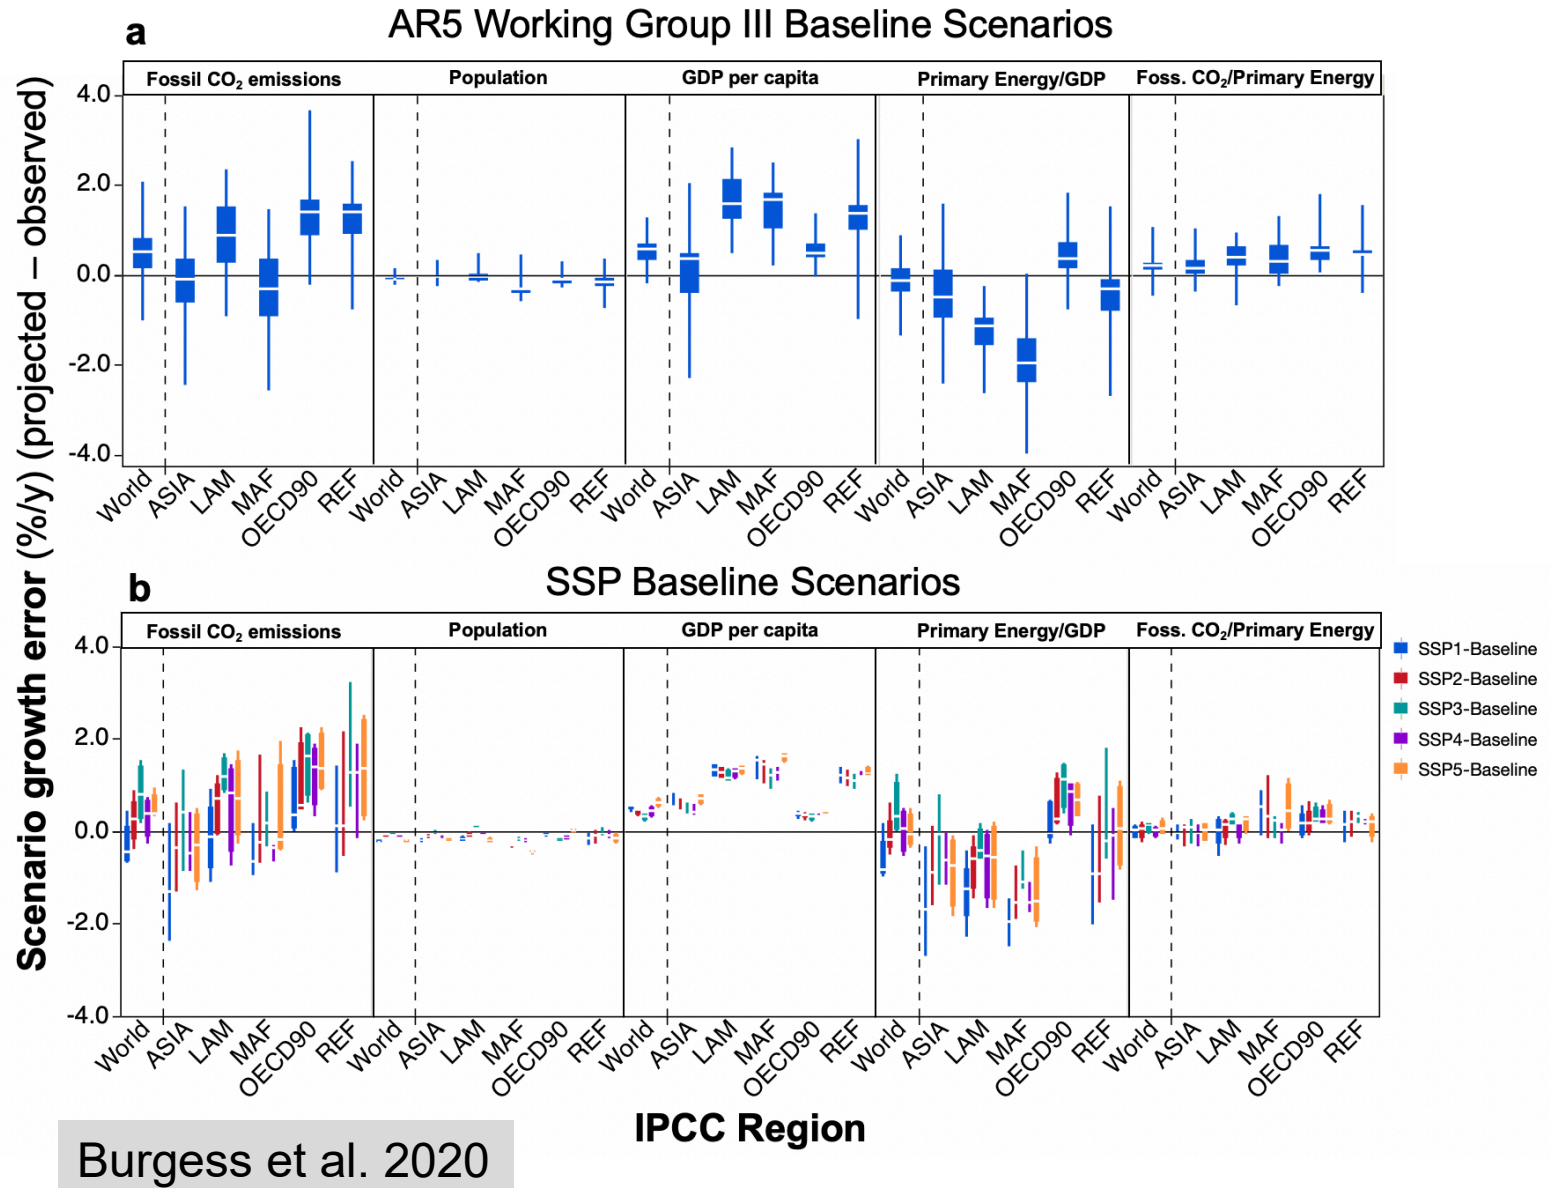 a
AR5 Working Group III Baseline Scenarios
Fossil CO₂ emissions
Population
GDP per capita
Primary Energy/GDP
Foss. CO₂/Primary Energy
Scenario growth error (%/y) (projected – observed)
4.0
2.0
0.0
-2.0
-4.0
World ASIA LAM MAF OECD90 REF World ASIA LAM MAF OECD90 REF World ASIA LAM MAF OECD90 REF World ASIA LAM MAF OECD90 REF World ASIA LAM MAF OECD90 REF
b
SSP Baseline Scenarios
Fossil CO₂ emissions
Population
GDP per capita
Primary Energy/GDP
Foss. CO₂/Primary Energy
4.0
2.0
0.0
-2.0
-4.0
SSP1-Baseline
SSP2-Baseline
SSP3-Baseline
SSP4-Baseline
SSP5-Baseline
World ASIA LAM MAF OECD90 REF World ASIA LAM MAF OECD90 REF World ASIA LAM MAF OECD90 REF World ASIA LAM MAF OECD90 REF World ASIA LAM MAF OECD90 REF
IPCC Region
Burgess et al. 2020